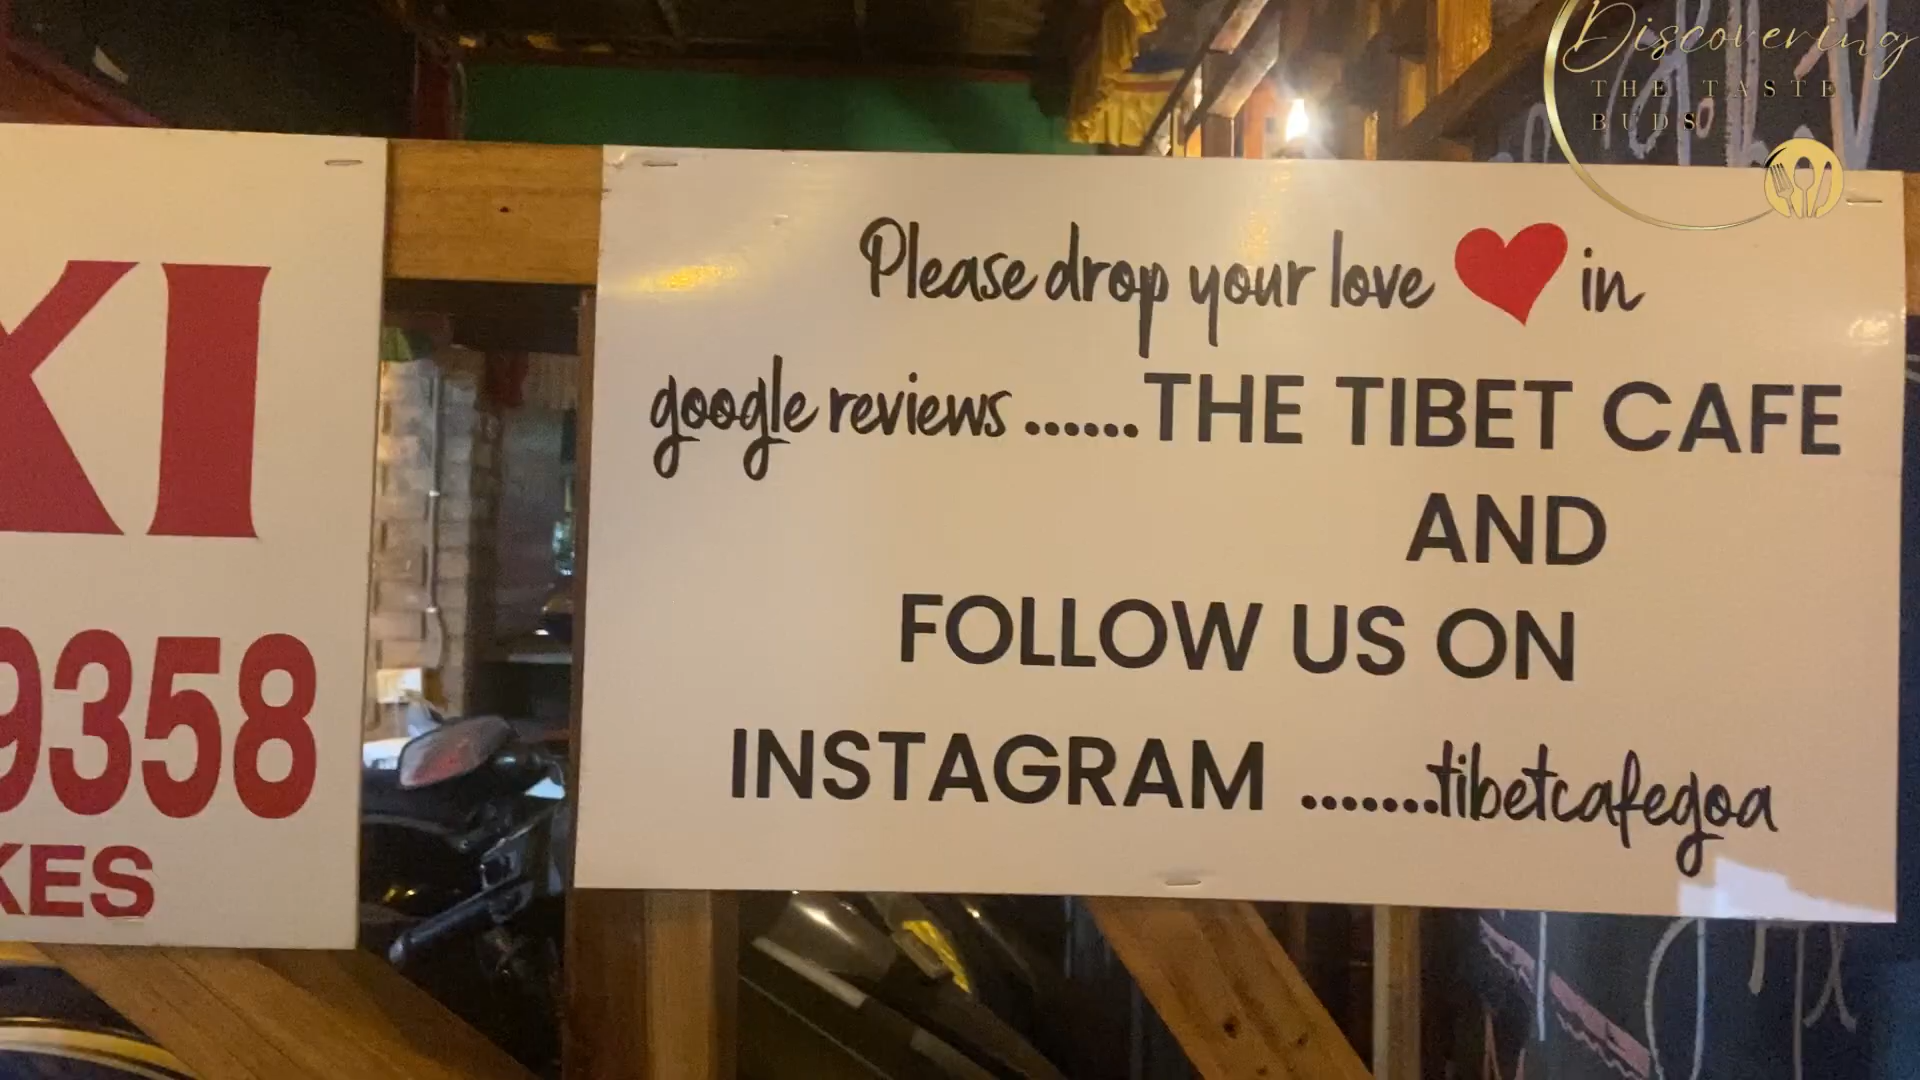 Discovering
THE TASTE
BUDS
Please drop your love ❤ in
google reviews ......THE TIBET CAFE
AND
FOLLOW US ON
INSTAGRAM .......tibetcafegoa
XI
9358
KES